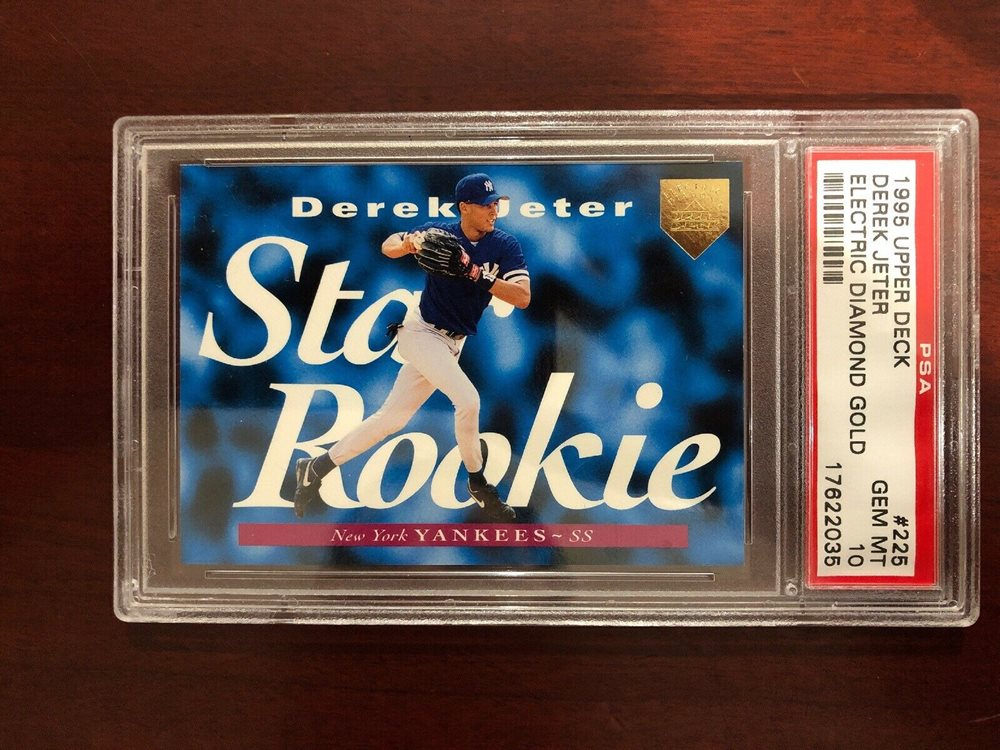 Derek Jeter
Star
Rookie
New York YANKEES~ SS
PSA
1995 UPPER DECK #225
DEREK JETER GEM MT
ELECTRIC DIAMOND GOLD 10
17622035